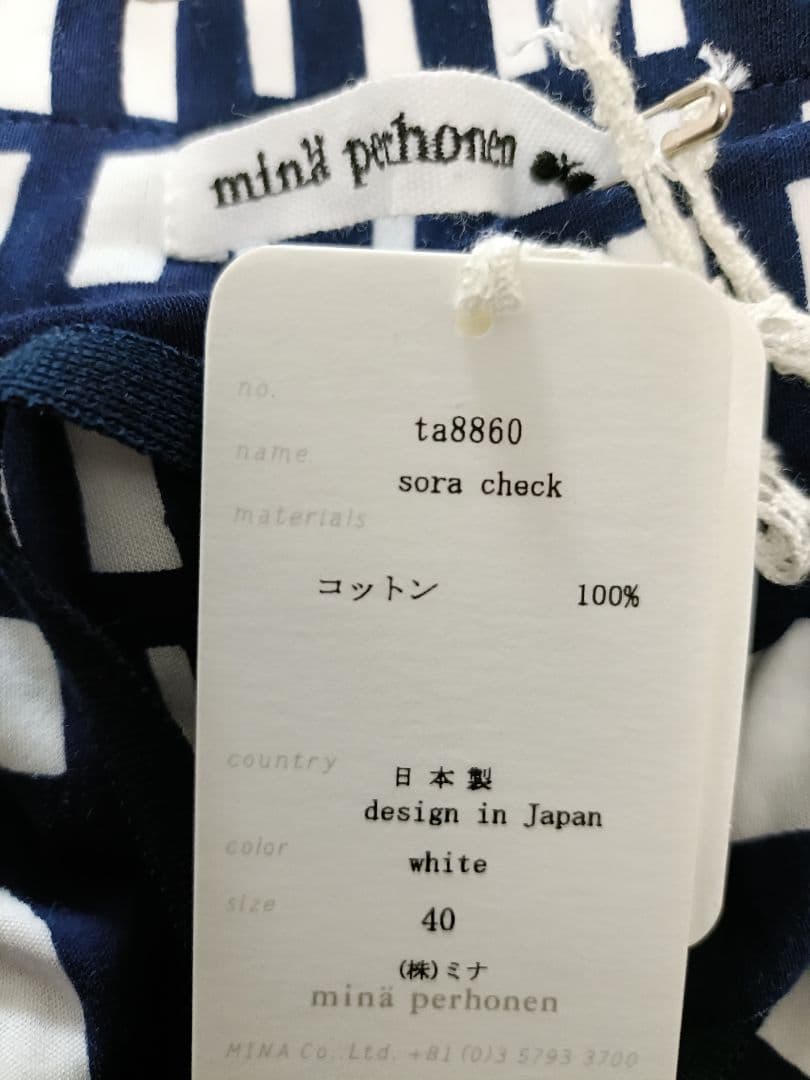 minä perhonen
no.
ta8860
name
sora check
materials
コットン 100%
country
日本製
design in Japan
color
white
size
40
(株)ミナ
minä perhonen
MINA Co.,Ltd. +81(0)3 5793 3700